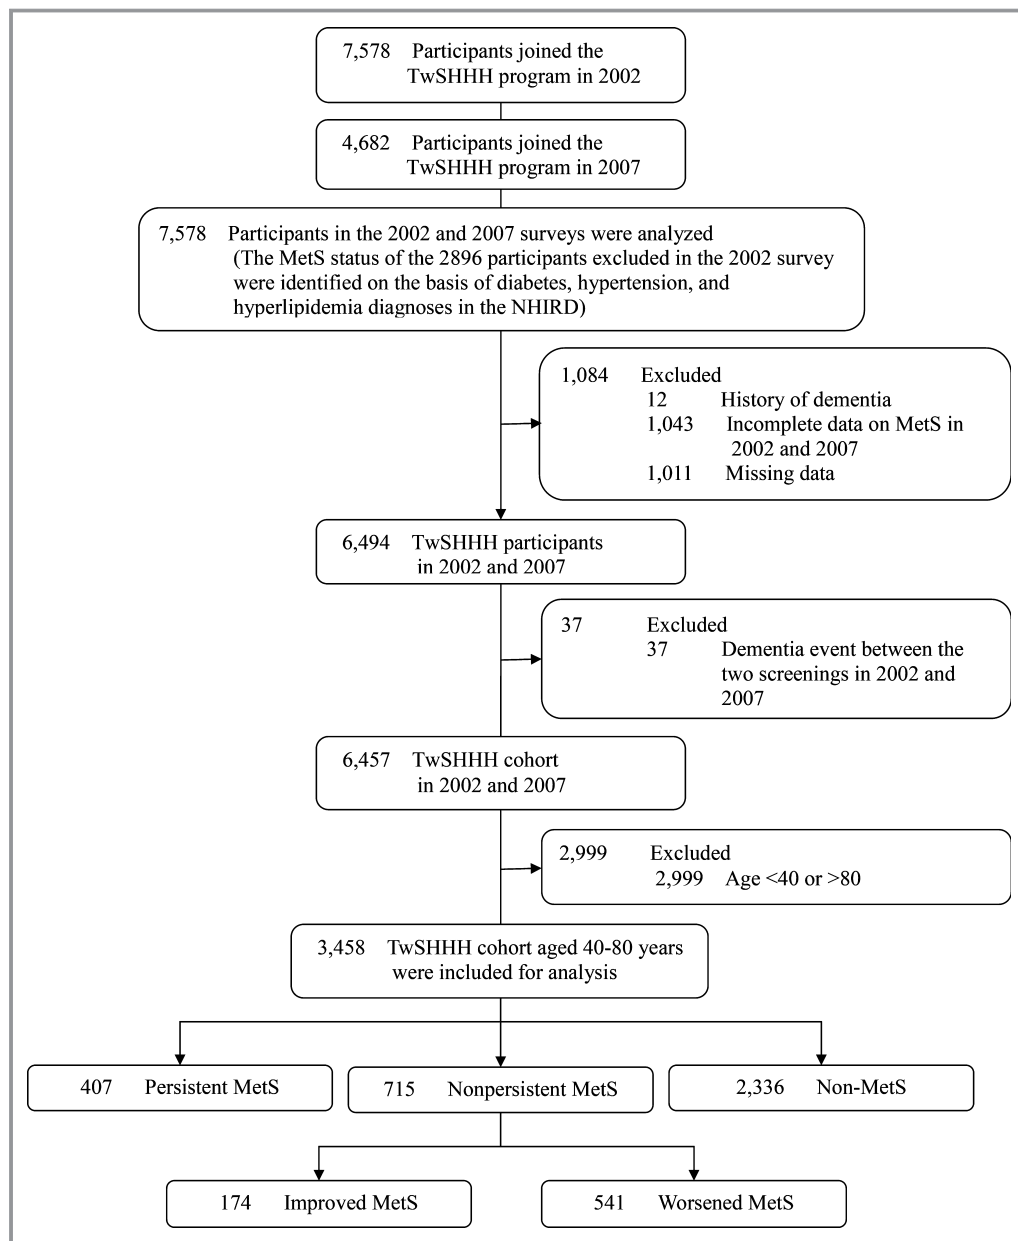 7,578 Participants joined the
TwSHHH program in 2002
4,682 Participants joined the
TwSHHH program in 2007
7,578 Participants in the 2002 and 2007 surveys were analyzed
(The MetS status of the 2896 participants excluded in the 2002 survey
were identified on the basis of diabetes, hypertension, and
hyperlipidemia diagnoses in the NHIRD)
1,084 Excluded
12 History of dementia
1,043 Incomplete data on MetS in
2002 and 2007
1,011 Missing data
6,494 TwSHHH participants
in 2002 and 2007
37 Excluded
37 Dementia event between the
two screenings in 2002 and
2007
6,457 TwSHHH cohort
in 2002 and 2007
2,999 Excluded
2,999 Age <40 or >80
3,458 TwSHHH cohort aged 40-80 years
were included for analysis
407 Persistent MetS
715 Nonpersistent MetS
2,336 Non-MetS
174 Improved MetS
541 Worsened MetS